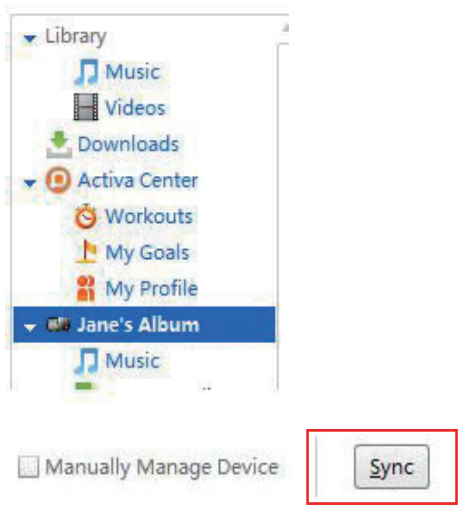 Library
Music
Videos
Downloads
Activa Center
Workouts
My Goals
My Profile
Jane's Album
Music
Manually Manage Device
Sync